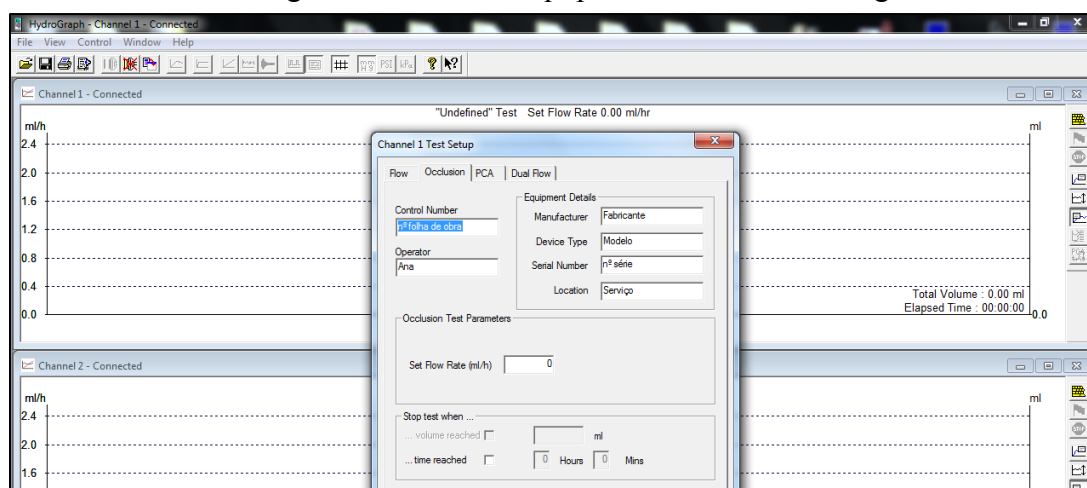 HydroGraph - Channel 1 - Connected
File View Control Window Help
mm HG PSI kPa
Channel 1 - Connected
"Undefined" Test Set Flow Rate 0.00 ml/hr
ml/h
ml
2.4
2.0
1.6
1.2
0.8
0.4
0.0
Total Volume : 0.00 ml
Elapsed Time : 00:00:00
0.0
Channel 1 Test Setup
Flow Occlusion PCA Dual Flow
Control Number
nº folha de obra
Operator
Ana
Equipment Details
Manufacturer Fabricante
Device Type Modelo
Serial Number nº série
Location Serviço
Occlusion Test Parameters
Set Flow Rate (ml/h) 0
Stop test when ...
... volume reached ml
... time reached 0 Hours 0 Mins
Channel 2 - Connected
ml/h
ml
2.4
2.0
1.6